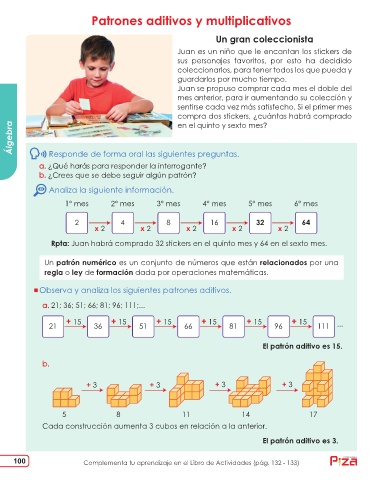 Patrones aditivos y multiplicativos
Un gran coleccionista
Juan es un niño que le encantan los stickers de
sus personajes favoritos, por esto ha decidido
coleccionarlos, para tener todos los que pueda y
guardarlos por mucho tiempo.
Juan se propuso comprar cada mes el doble del
mes anterior, para ir aumentando su colección y
sentirse cada vez más satisfecho. Si el primer mes
compra dos stickers, ¿cuántas habrá comprado
en el quinto y sexto mes?
Álgebra
Responde de forma oral las siguientes preguntas.
a. ¿Qué harás para responder la interrogante?
b. ¿Crees que se debe seguir algún patrón?
Analiza la siguiente información.
1° mes 2° mes 3° mes 4° mes 5° mes 6° mes
2 4 8 16 32 64
x 2 x 2 x 2 x 2 x 2
Rpta: Juan habrá comprado 32 stickers en el quinto mes y 64 en el sexto mes.
Un patrón numérico es un conjunto de números que están relacionados por una
regla o ley de formación dada por operaciones matemáticas.
Observa y analiza los siguientes patrones aditivos.
a. 21; 36; 51; 66; 81; 96; 111;...
+ 15 + 15 + 15 + 15 + 15 + 15
21 36 51 66 81 96 111 ...
El patrón aditivo es 15.
b.
+ 3 + 3 + 3 + 3
5 8 11 14 17
Cada construcción aumenta 3 cubos en relación a la anterior.
El patrón aditivo es 3.
100
Complementa tu aprendizaje en el Libro de Actividades (pág. 132 - 133)